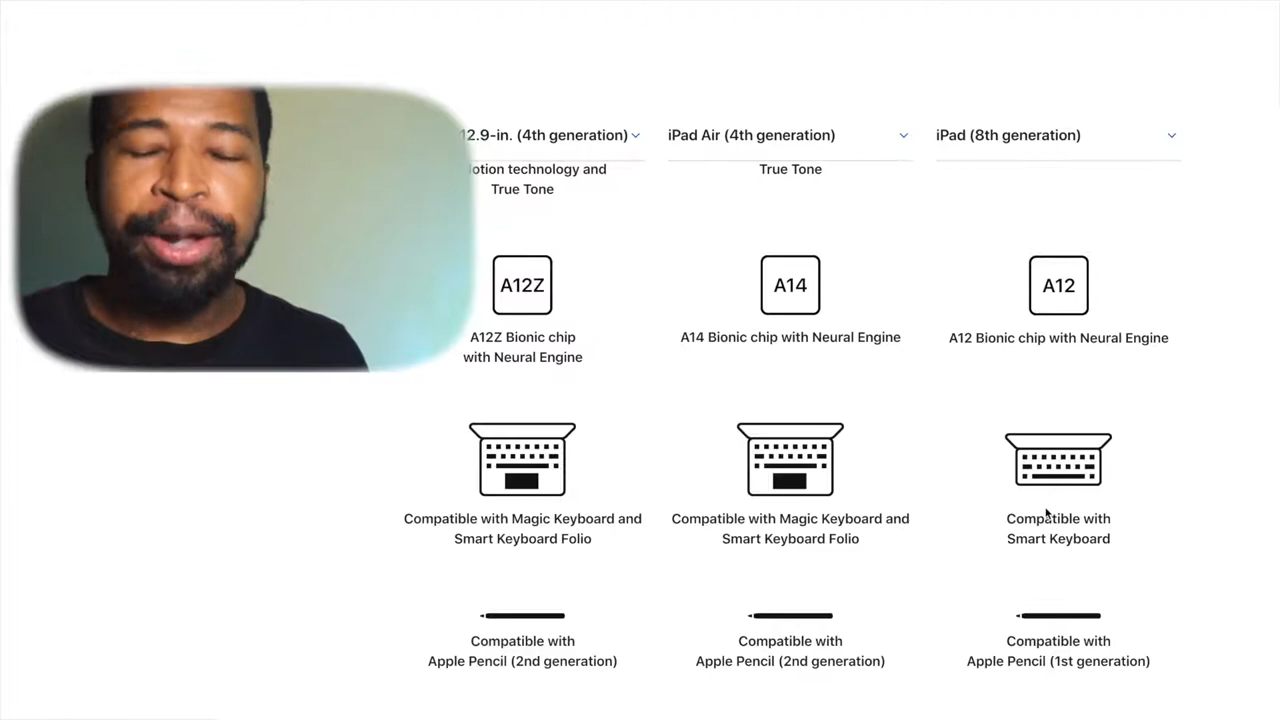 12.9-in. (4th generation)
iPad Air (4th generation)
iPad (8th generation)
technology and
True Tone
True Tone
A12Z
A14
A12
A12Z Bionic chip
with Neural Engine
A14 Bionic chip with Neural Engine
A12 Bionic chip with Neural Engine
Compatible with Magic Keyboard and
Smart Keyboard Folio
Compatible with Magic Keyboard and
Smart Keyboard Folio
Compatible with
Smart Keyboard
Compatible with
Apple Pencil (2nd generation)
Compatible with
Apple Pencil (2nd generation)
Compatible with
Apple Pencil (1st generation)